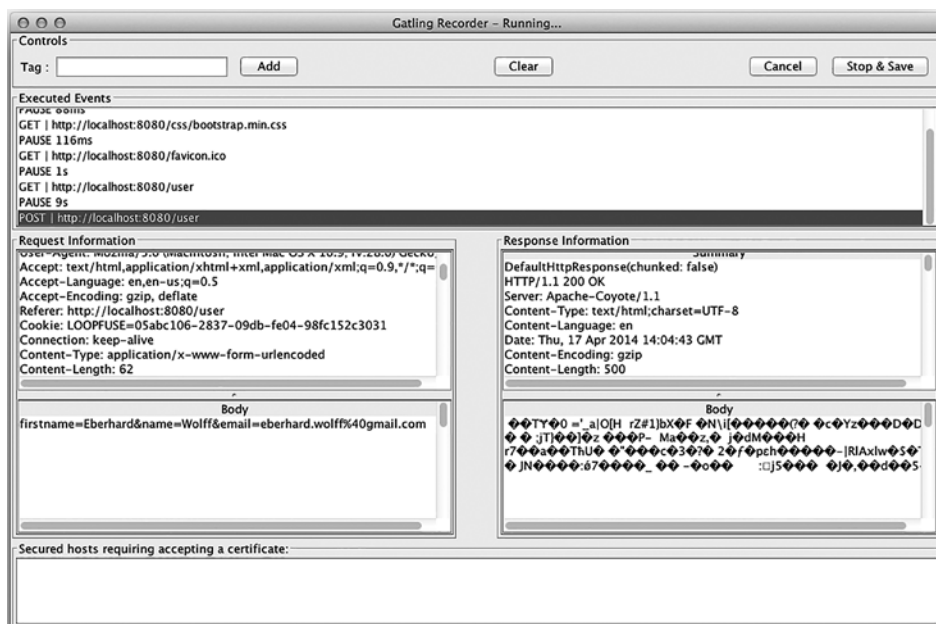 Gatling Recorder – Running...
Controls
Tag : Add Clear Cancel Stop & Save
Executed Events
PAUSE 88ms
GET | http://localhost:8080/css/bootstrap.min.css
PAUSE 116ms
GET | http://localhost:8080/favicon.ico
PAUSE 1s
GET | http://localhost:8080/user
PAUSE 9s
POST | http://localhost:8080/user
Request Information
Accept: text/html,application/xhtml+xml,application/xml;q=0.9,*/*;q=
Accept-Language: en,en-us;q=0.5
Accept-Encoding: gzip, deflate
Referer: http://localhost:8080/user
Cookie: LOOPFUSE=05abc106-2837-09db-fe04-98fc152c3031
Connection: keep-alive
Content-Type: application/x-www-form-urlencoded
Content-Length: 62
Body
firstname=Eberhard&name=Wolff&email=eberhard.wolff%40gmail.com
Response Information
Summary
DefaultHttpResponse(chunked: false)
HTTP/1.1 200 OK
Server: Apache-Coyote/1.1
Content-Type: text/html;charset=UTF-8
Content-Language: en
Date: Thu, 17 Apr 2014 14:04:43 GMT
Content-Encoding: gzip
Content-Length: 500
Body
Secured hosts requiring accepting a certificate: